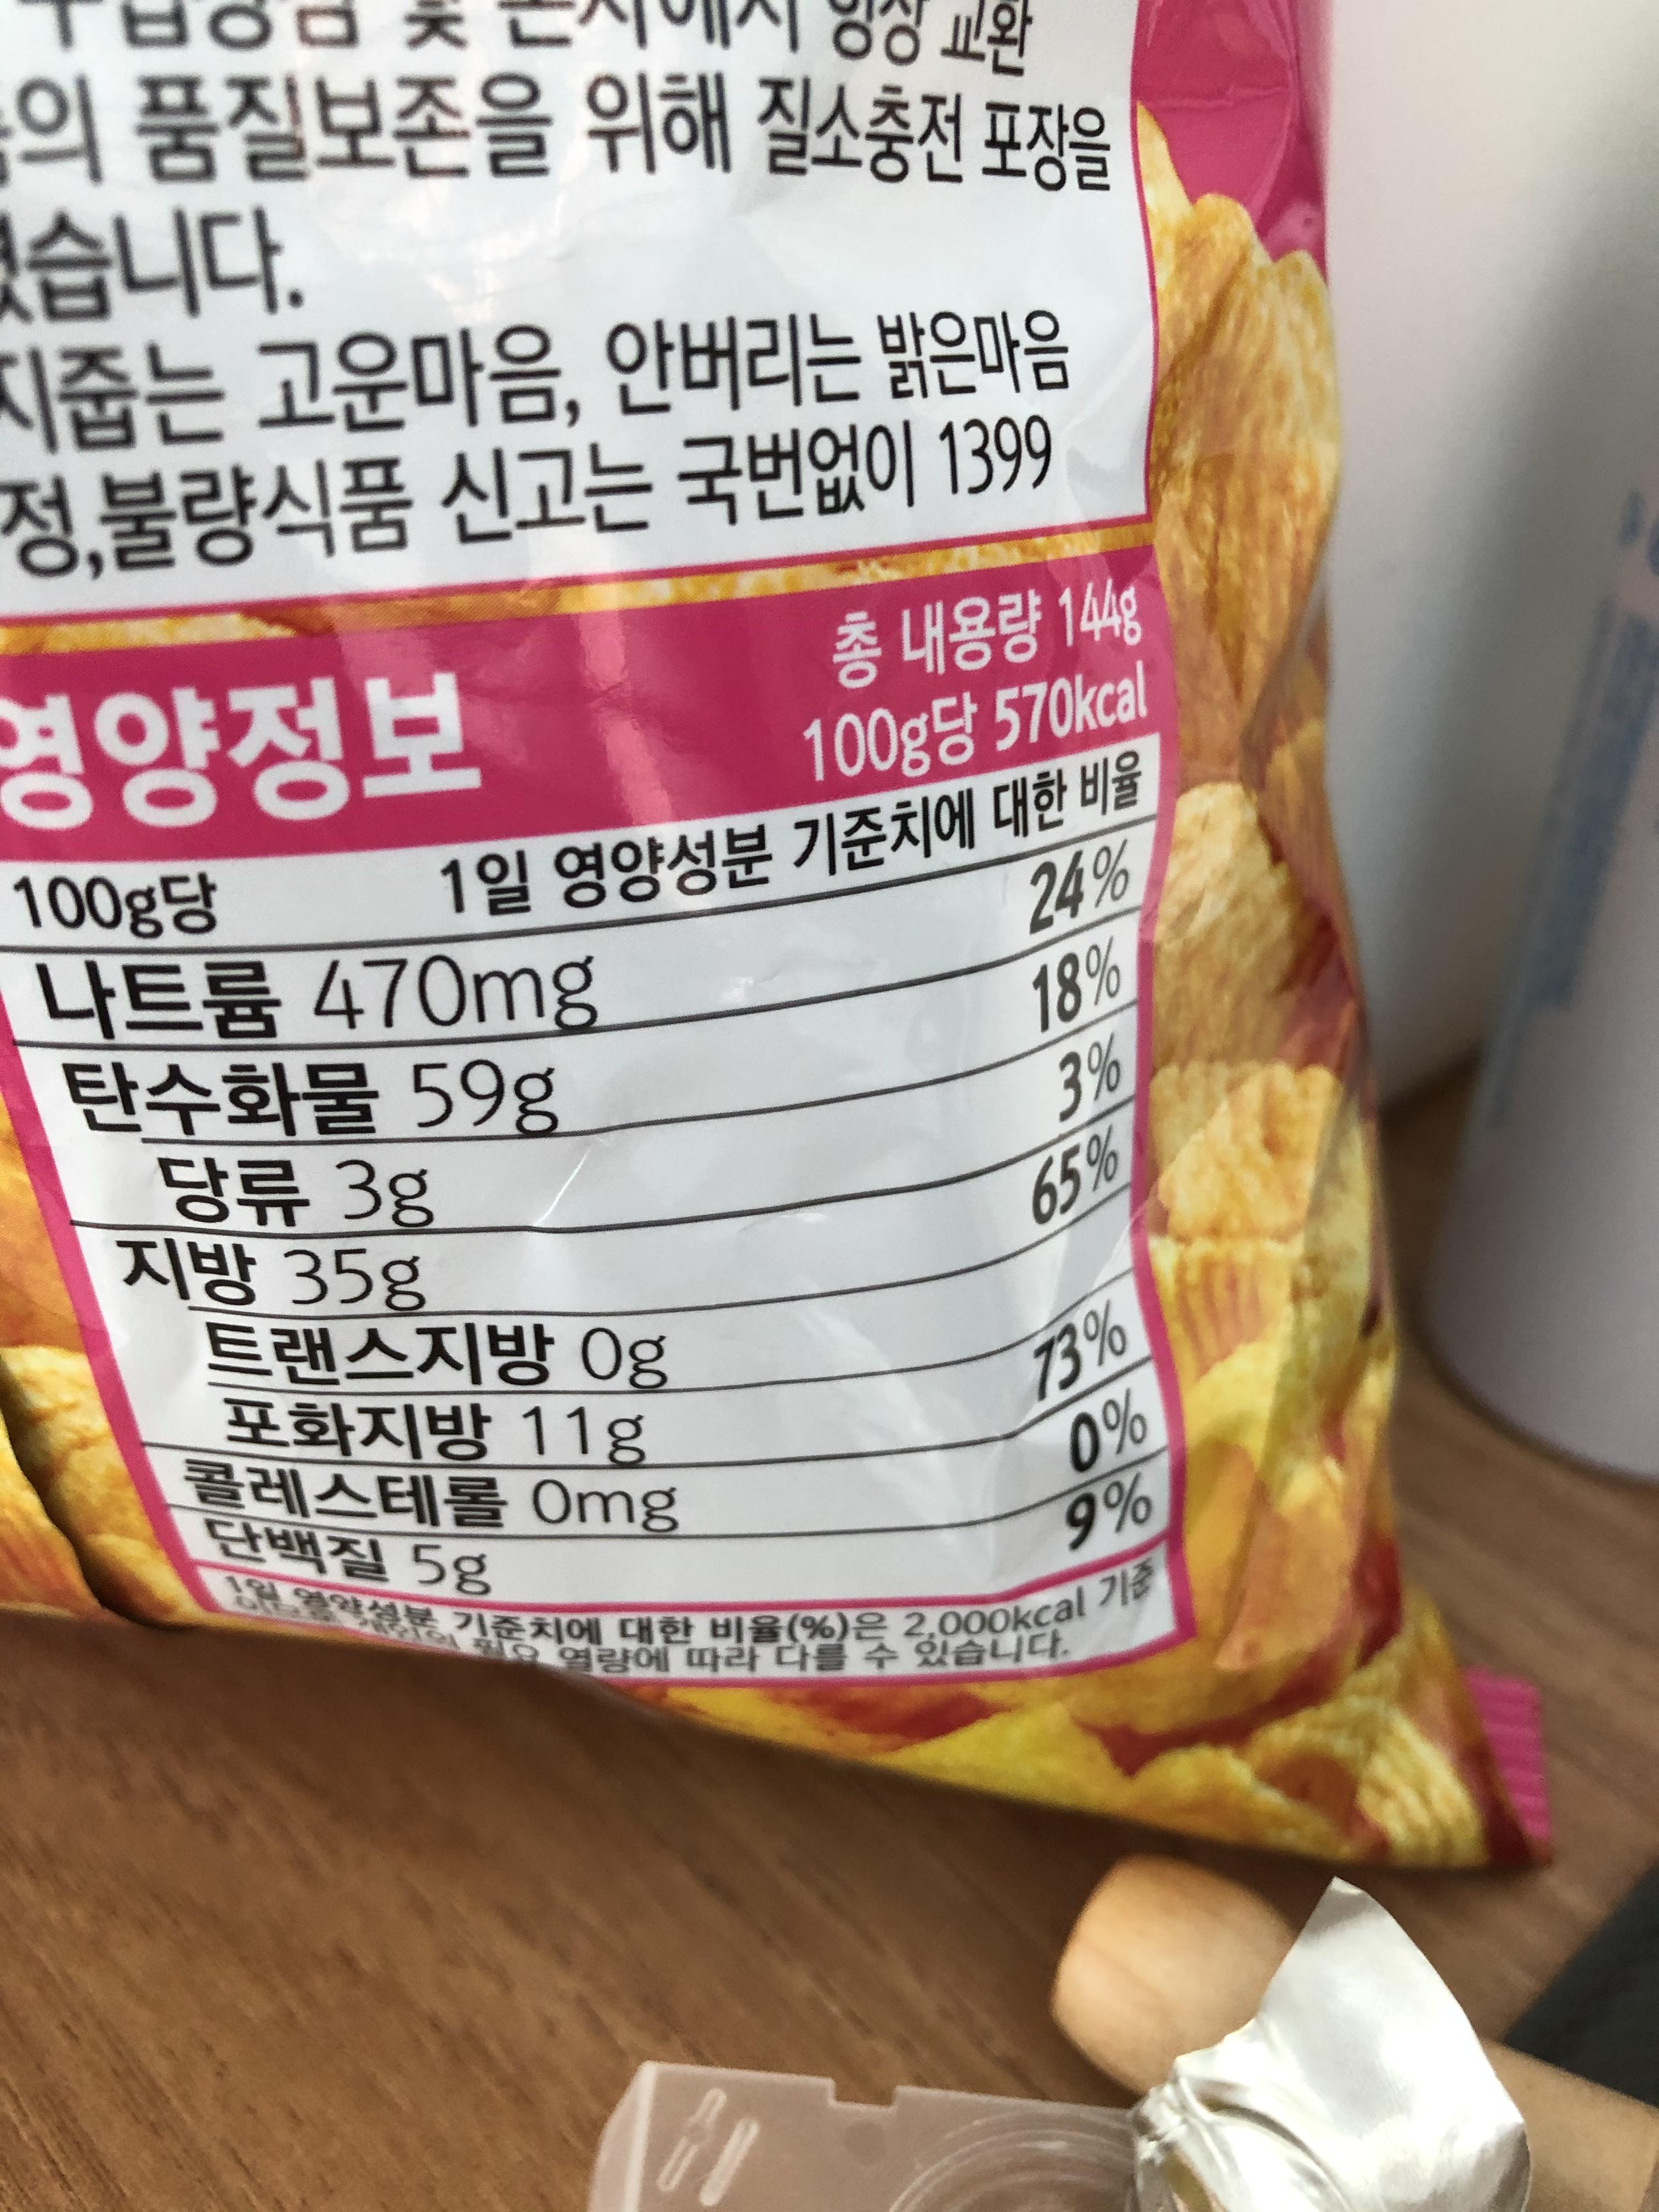 항상 교환
의 품질보존을 위해 질소충전 포장을
습니다.
지줍는 고운마음, 안버리는 밝은마음
정,불량식품 신고는 국번없이 1399
영양정보
총 내용량 144g
100g당 570kcal
100g당 1일 영양성분 기준치에 대한 비율
나트륨 470mg 24%
탄수화물 59g 18%
당류 3g 3%
지방 35g 65%
트랜스지방 0g
포화지방 11g 73%
콜레스테롤 0mg 0%
단백질 5g 9%
1일 영양성분 기준치에 대한 비율(%)은 2,000kcal 기준
필요 열량에 따라 다를 수 있습니다.